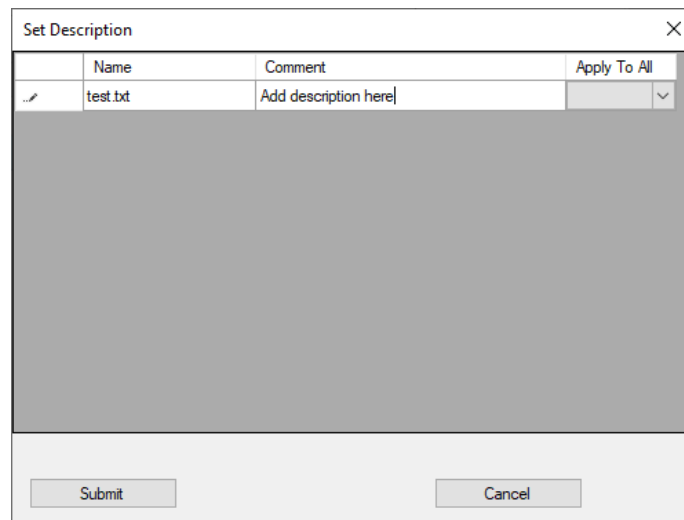 Set Description
Name Comment Apply To All
test.txt Add description here
Submit Cancel